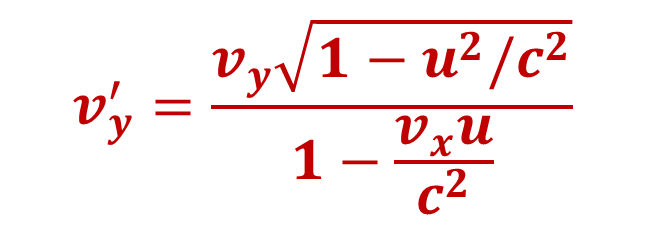 v′_y = (v_y √(1 − u²/c²)) / (1 − (v_x u)/c²)